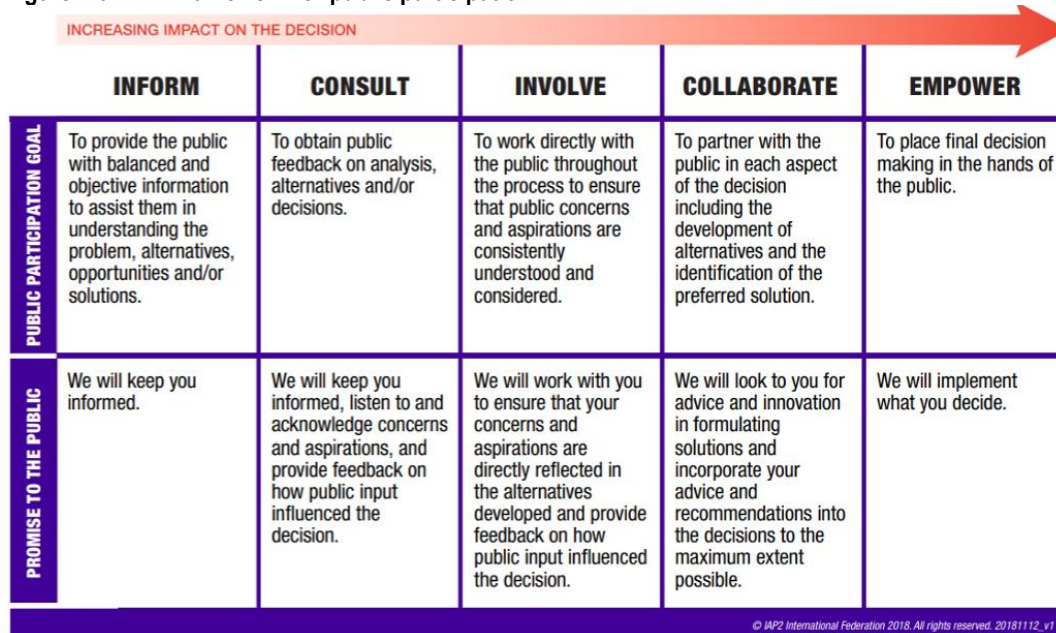 INCREASING IMPACT ON THE DECISION
INFORM
CONSULT
INVOLVE
COLLABORATE
EMPOWER
PUBLIC PARTICIPATION GOAL
To provide the public
with balanced and
objective information
to assist them in
understanding the
problem, alternatives,
opportunities and/or
solutions.
To obtain public
feedback on analysis,
alternatives and/or
decisions.
To work directly with
the public throughout
the process to ensure
that public concerns
and aspirations are
consistently
understood and
considered.
To partner with the
public in each aspect
of the decision
including the
development of
alternatives and the
identification of the
preferred solution.
To place final decision
making in the hands of
the public.
PROMISE TO THE PUBLIC
We will keep you
informed.
We will keep you
informed, listen to and
acknowledge concerns
and aspirations, and
provide feedback on
how public input
influenced the
decision.
We will work with you
to ensure that your
concerns and
aspirations are
directly reflected in
the alternatives
developed and provide
feedback on how
public input influenced
the decision.
We will look to you for
advice and innovation
in formulating
solutions and
incorporate your
advice and
recommendations into
the decisions to the
maximum extent
possible.
We will implement
what you decide.
© IAP2 International Federation 2018. All rights reserved. 20181112_v1